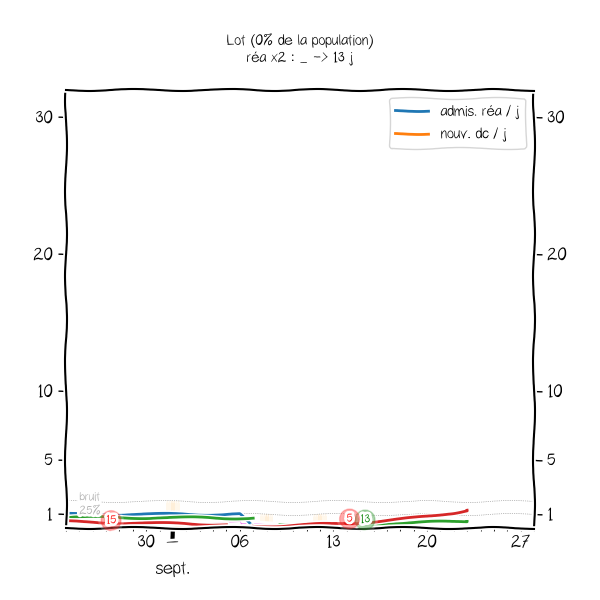 Lot (0% de la population)
réa x2 : _ -> 13 j
admis. réa / j
nouv. dc / j
30 30
20 20
10 10
5 5
bruit
25%
1 1
15 5 13
30 _ 06 13 20 27
sept.